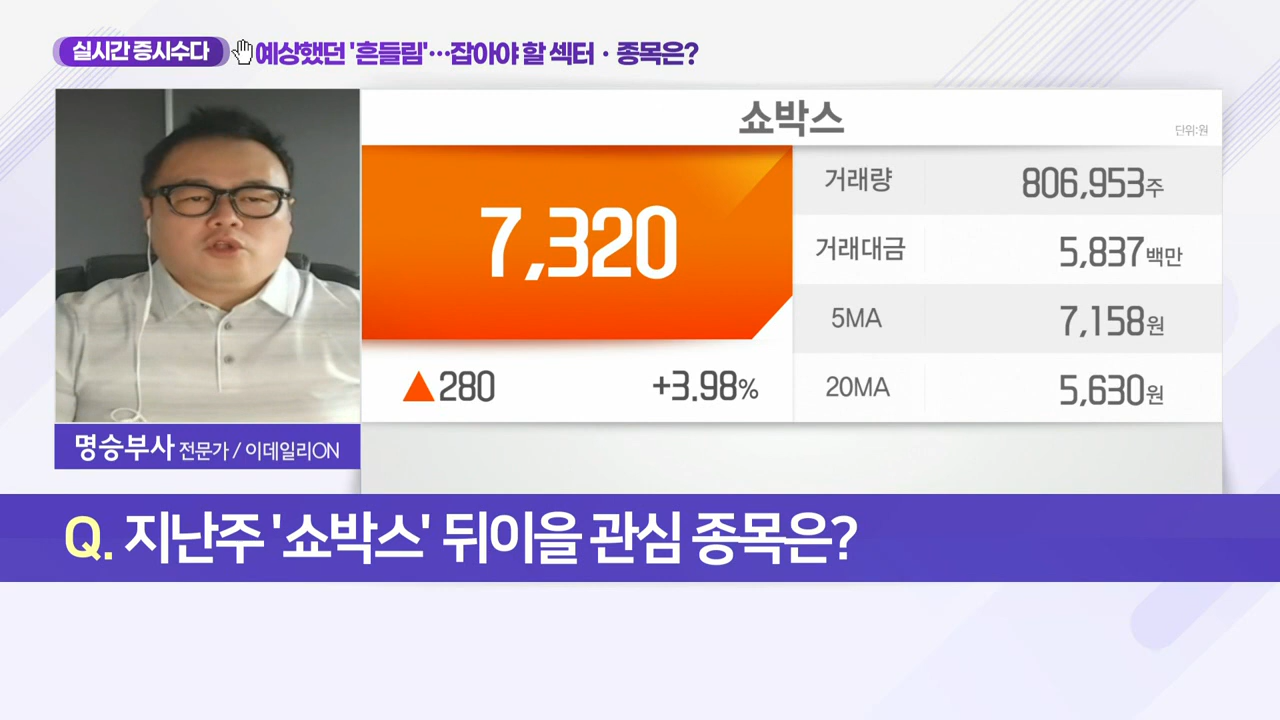 실시간 증시수다 예상했던 '흔들림'…잡아야 할 섹터 · 종목은?
쇼박스
단위:원
7,320
▲280 +3.98%
거래량 806,953주
거래대금 5,837백만
5MA 7,158원
20MA 5,630원
명승부사 전문가 / 이데일리ON
Q. 지난주 '쇼박스' 뒤이을 관심 종목은?